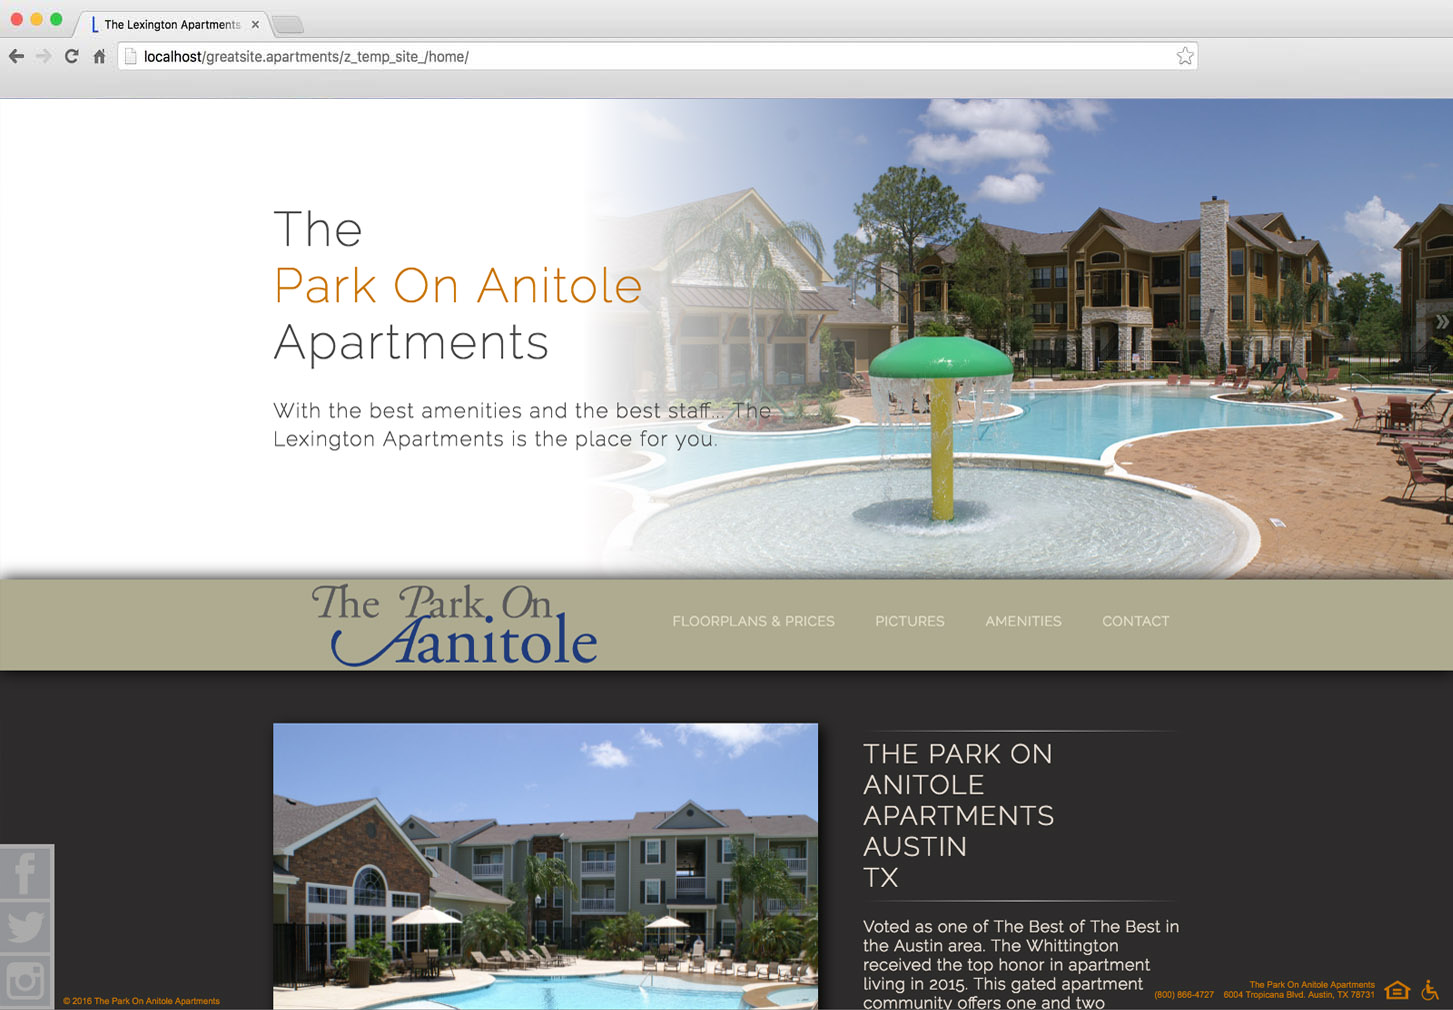 The Lexington Apartments
localhost/greatsite.apartments/z_temp_site_/home/
The
Park On Anitole
Apartments
With the best amenities and the best staff... The
Lexington Apartments is the place for you.
The Park On
Aanitole
FLOORPLANS & PRICES PICTURES AMENITIES CONTACT
THE PARK ON
ANITOLE
APARTMENTS
AUSTIN
TX
Voted as one of The Best of The Best in
the Austin area. The Whittington
received the top honor in apartment
living in 2015. This gated apartment
community offers one and two
© 2016 The Park On Anitole Apartments
The Park On Anitole Apartments
(800) 866-4727 6004 Tropicana Blvd. Austin, TX 78731